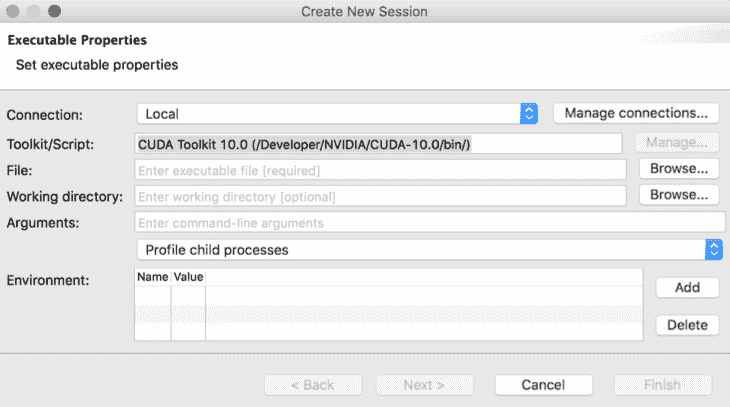 Create New Session
Executable Properties
Set executable properties
Connection: Local Manage connections...
Toolkit/Script: CUDA Toolkit 10.0 (/Developer/NVIDIA/CUDA-10.0/bin/) Manage...
File: Enter executable file [required] Browse...
Working directory: Enter working directory [optional] Browse...
Arguments: Enter command-line arguments
Profile child processes
Environment: Name Value
Add
Delete
< Back Next > Cancel Finish